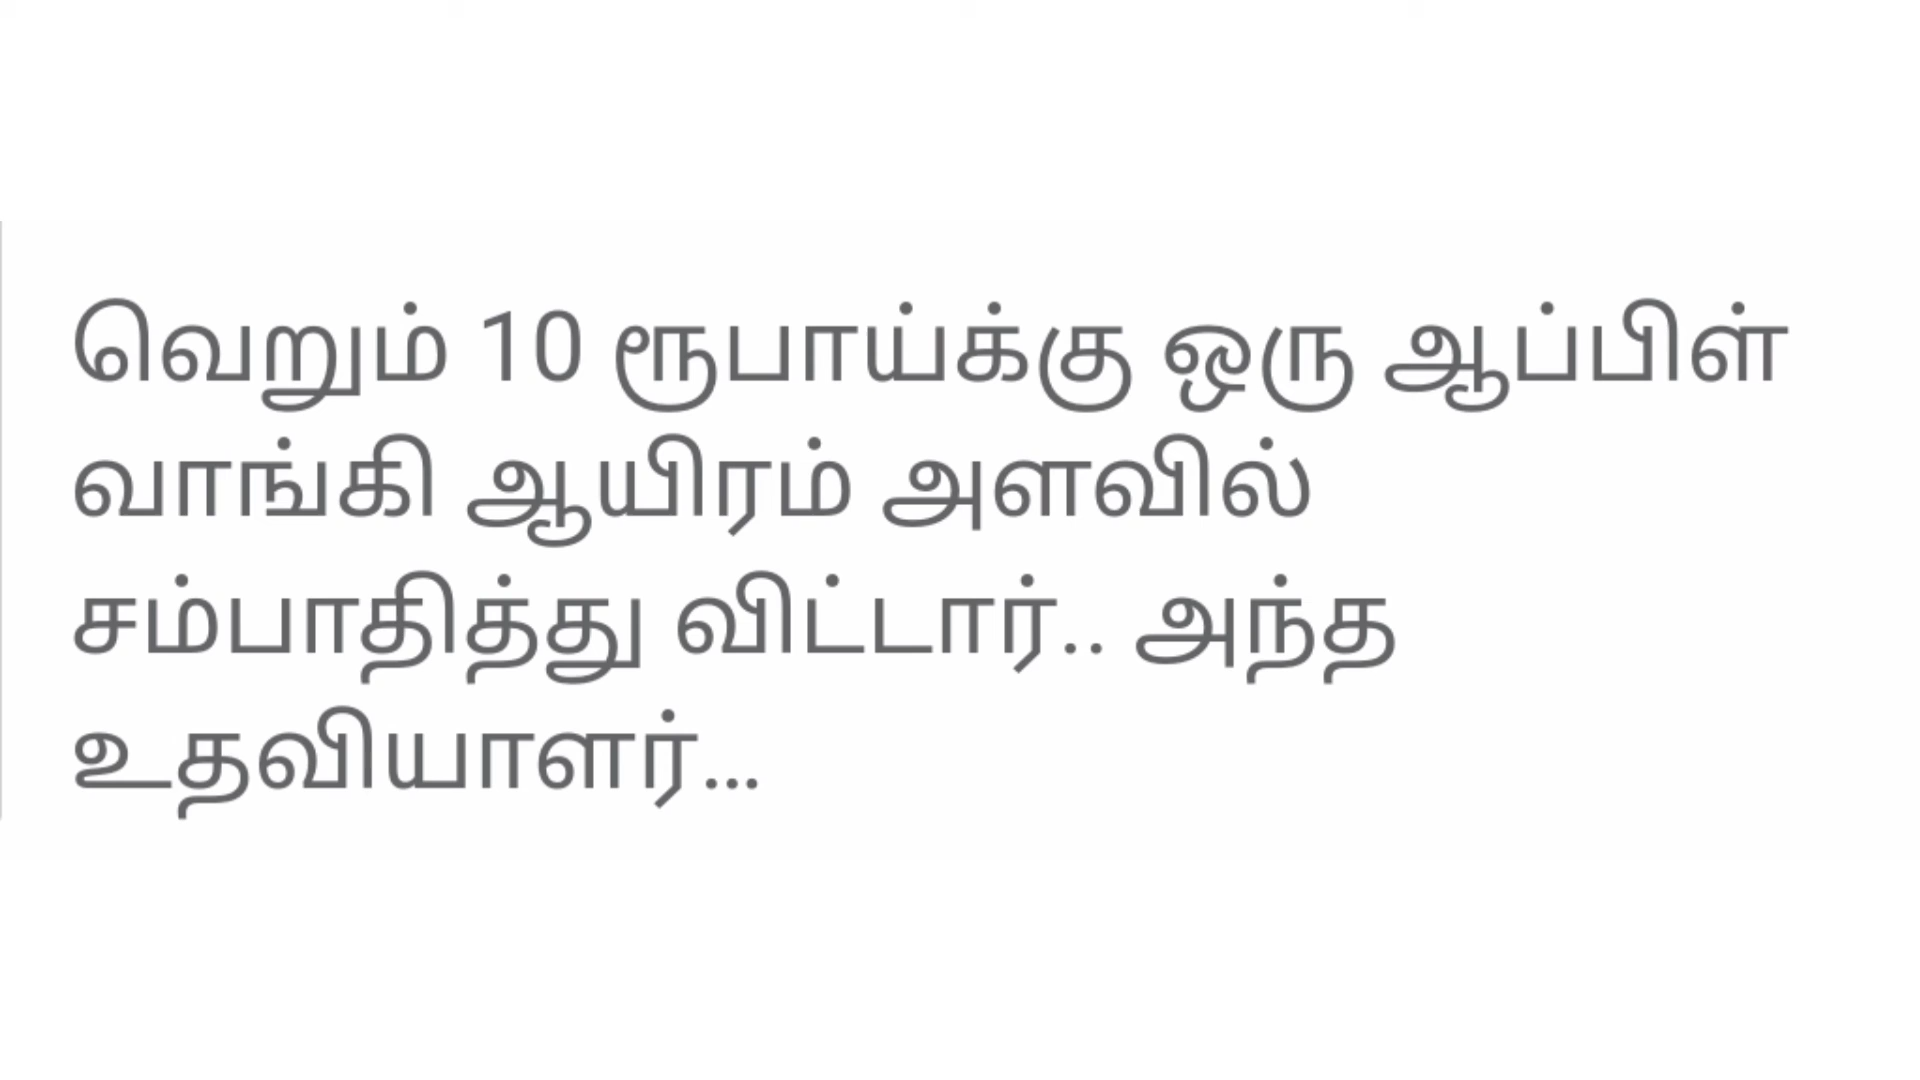 வெறும் 10 ரூபாய்க்கு ஒரு ஆப்பிள்
வாங்கி ஆயிரம் அளவில்
சம்பாதித்து விட்டார்.. அந்த
உதவியாளர்...